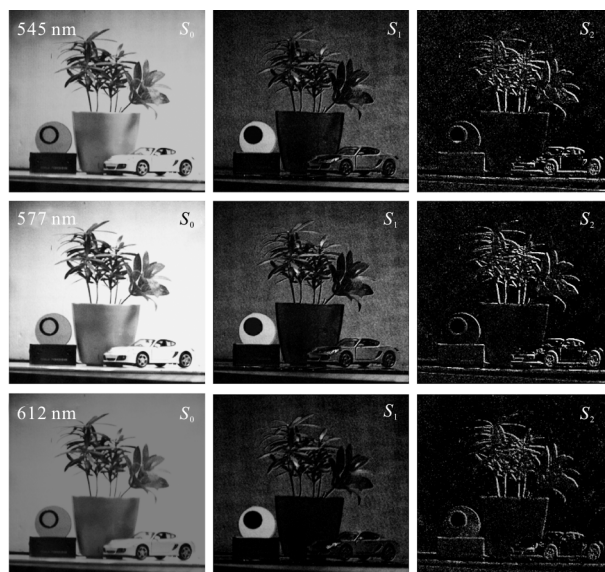 545 nm S₀ S₁ S₂
577 nm S₀ S₁ S₂
612 nm S₀ S₁ S₂